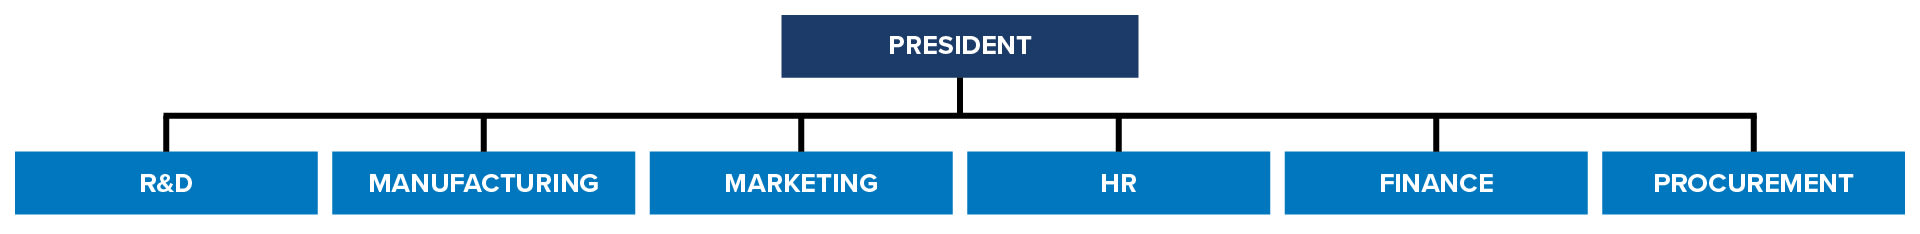 PRESIDENT
R&D
MANUFACTURING
MARKETING
HR
FINANCE
PROCUREMENT